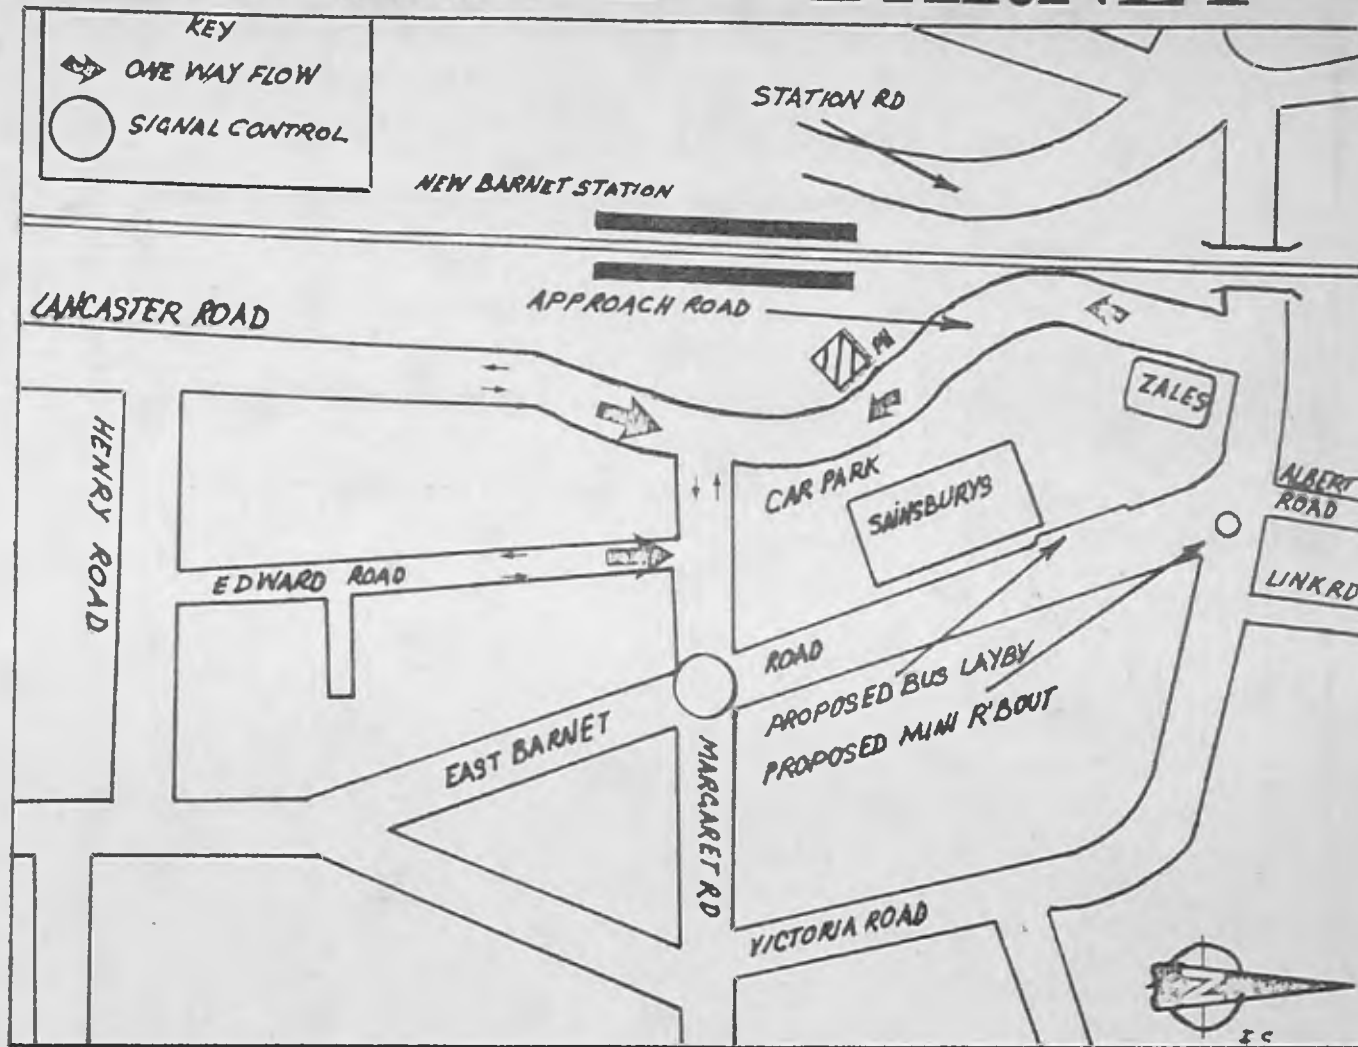 KEY
ONE WAY FLOW
SIGNAL CONTROL
STATION RD
NEW BARNET STATION
LANCASTER ROAD
APPROACH ROAD
PH
ZALES
HENRY ROAD
CAR PARK
SAINSBURYS
ALBERT
ROAD
EDWARD ROAD
LINK RD
ROAD
PROPOSED BUS LAYBY
PROPOSED MINI R'BOUT
EAST BARNET
MARGARET RD
VICTORIA ROAD
N